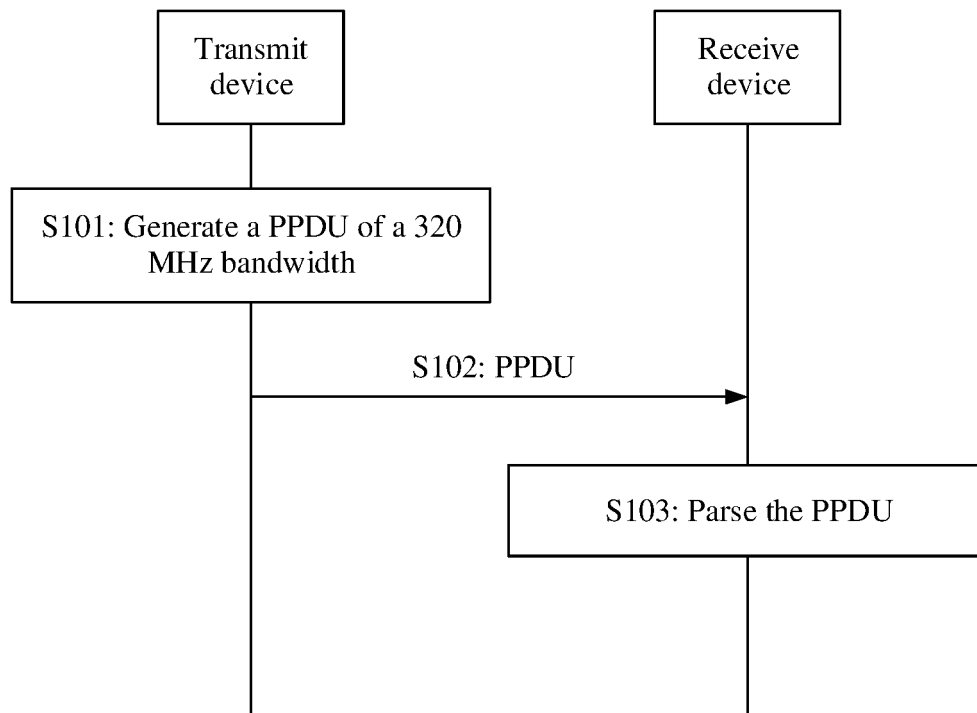 Transmit
device
Receive
device
S101: Generate a PPDU of a 320
MHz bandwidth
S102: PPDU
S103: Parse the PPDU